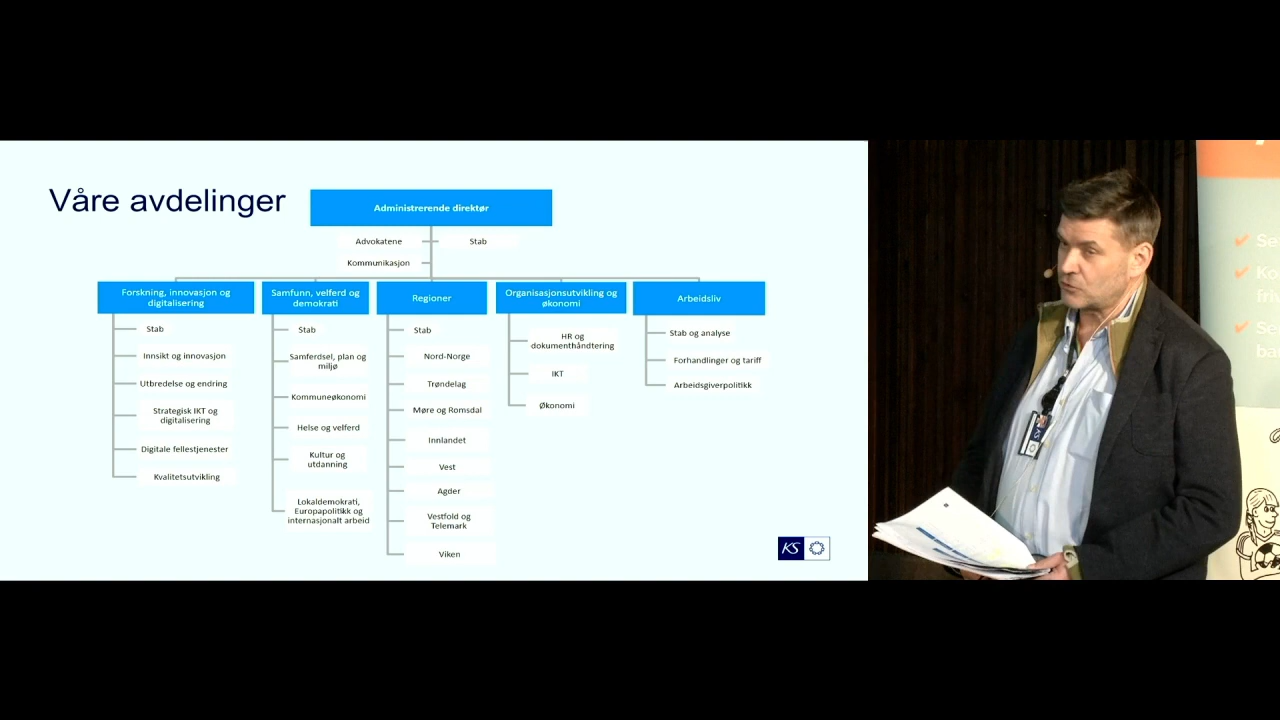 Våre avdelinger
Administrerende direktør
Advokatene
Stab
Kommunikasjon
Forskning, innovasjon og
digitalisering
Stab
Innsikt og innovasjon
Utbredelse og endring
Strategisk IKT og
digitalisering
Digitale fellestjenester
Kvalitetsutvikling
Samfunn, velferd og
demokrati
Stab
Samferdsel, plan og
miljø
Kommuneøkonomi
Helse og velferd
Kultur og
utdanning
Lokaldemokrati,
Europapolitikk og
internasjonalt arbeid
Regioner
Stab
Nord-Norge
Trøndelag
Møre og Romsdal
Innlandet
Vest
Agder
Vestfold og
Telemark
Viken
Organisasjonsutvikling og
økonomi
HR og
dokumenthåndtering
IKT
Økonomi
Arbeidsliv
Stab og analyse
Forhandlinger og tariff
Arbeidsgiverpolitikk
KS
KS